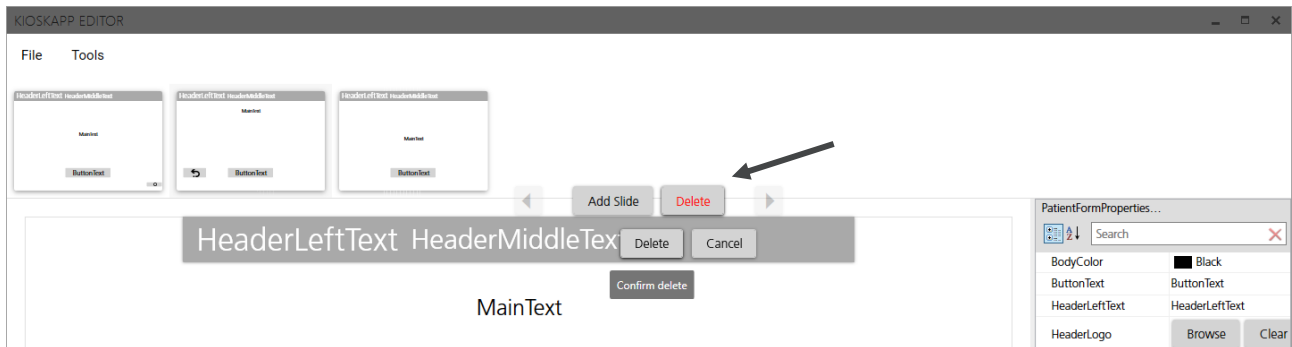 KIOSKAPP EDITOR
File Tools
HeaderLeftText HeaderMiddleText
MainText
ButtonText
HeaderLeftText HeaderMiddleText
MainText
ButtonText
HeaderLeftText HeaderMiddleText
MainText
ButtonText
Add Slide Delete
HeaderLeftText HeaderMiddleTex
Delete Cancel
Confirm delete
MainText
PatientFormProperties...
Search
BodyColor Black
ButtonText ButtonText
HeaderLeftText HeaderLeftText
HeaderLogo Browse Clear